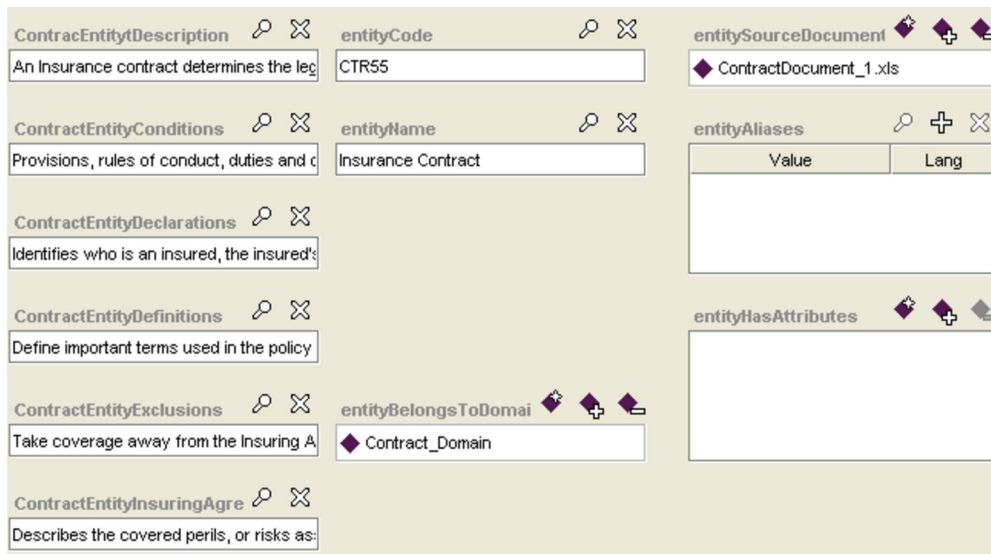 ContracEntitytDescription
An Insurance contract determines the leg
ContractEntityConditions
Provisions, rules of conduct, duties and
ContractEntityDeclarations
Identifies who is an insured, the insured's
ContractEntityDefinitions
Define important terms used in the policy
ContractEntityExclusions
Take coverage away from the Insuring A
ContractEntityInsuringAgre
Describes the covered perils, or risks as
entityCode
CTR55
entityName
Insurance Contract
entityBelongsToDomai
Contract_Domain
entitySourceDocument
ContractDocument_1.xls
entityAliases
Value Lang
entityHasAttributes